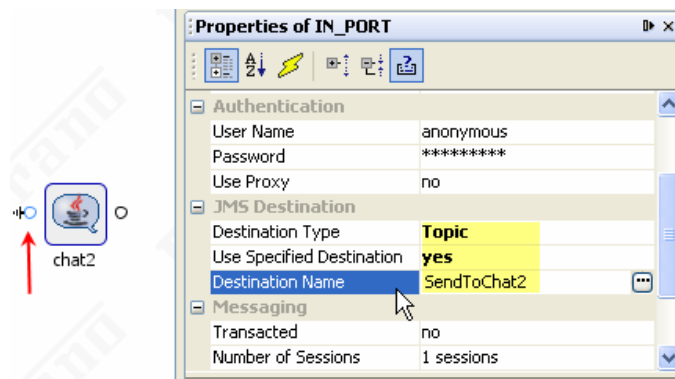 Properties of IN_PORT
Authentication
User Name anonymous
Password *********
Use Proxy no
JMS Destination
Destination Type Topic
Use Specified Destination yes
Destination Name SendToChat2
Messaging
Transacted no
Number of Sessions 1 sessions
chat2